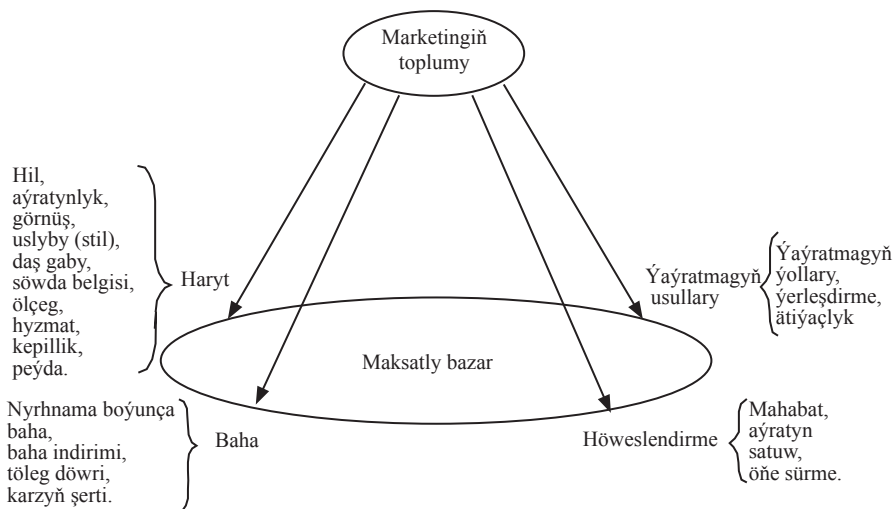 Marketingiň
toplumy
Hil,
aýratynlyk,
görnüş,
uslyby (stil),
daş gaby,
söwda belgisi,
ölçeg,
hyzmat,
kepillik,
peýda.
Haryt
Ýaýratmagyň
usullary
Ýaýratmagyň
ýollary,
ýerleşdirme,
ätiýaçlyk
Maksatly bazar
Nyrhnama boýunça
baha,
baha indirimi,
töleg döwri,
karzyň şerti.
Baha
Höweslendirme
Mahabat,
aýratyn
satuw,
öňe sürme.